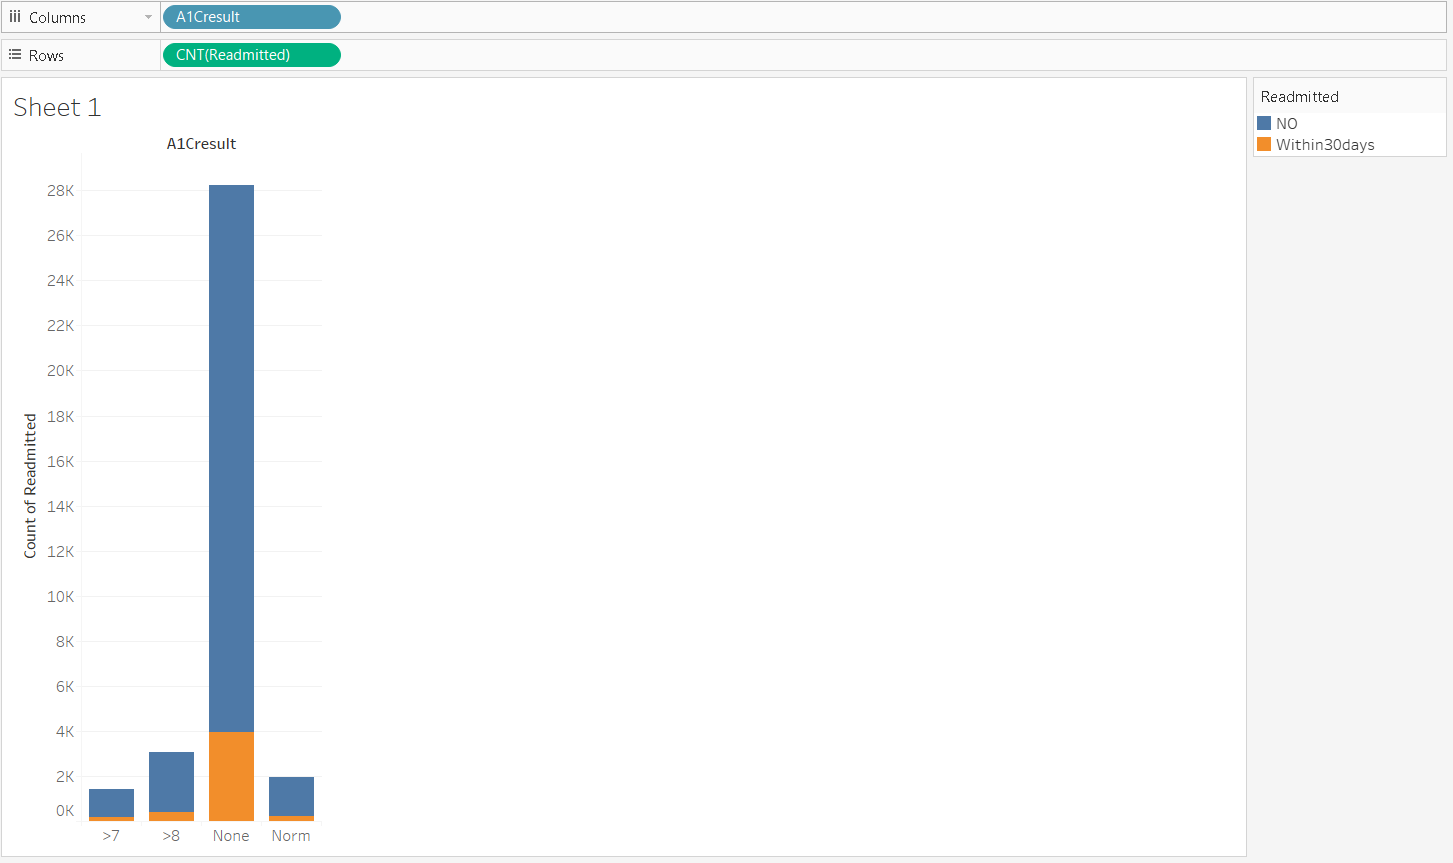 Columns
A1Cresult
Rows
CNT(Readmitted)
Sheet 1
A1Cresult
28K
26K
24K
22K
20K
18K
16K
14K
12K
10K
8K
6K
4K
2K
0K
Count of Readmitted
>7
>8
None
Norm
Readmitted
NO
Within30days